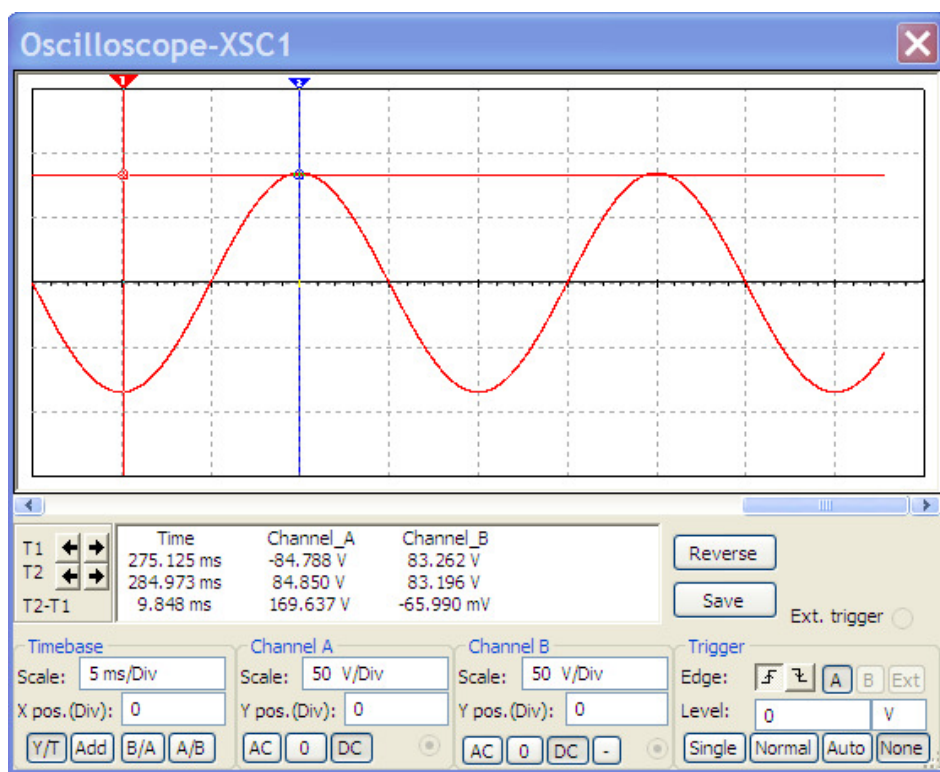 Oscilloscope-XSC1
1 2
Time Channel_A Channel_B
T1 275.125 ms -84.788 V 83.262 V
T2 284.973 ms 84.850 V 83.196 V
T2-T1 9.848 ms 169.637 V -65.990 mV
Reverse
Save
Ext. trigger
Timebase
Scale: 5 ms/Div
X pos.(Div): 0
Y/T Add B/A A/B
Channel A
Scale: 50 V/Div
Y pos.(Div): 0
AC 0 DC
Channel B
Scale: 50 V/Div
Y pos.(Div): 0
AC 0 DC -
Trigger
Edge: A B Ext
Level: 0 V
Single Normal Auto None